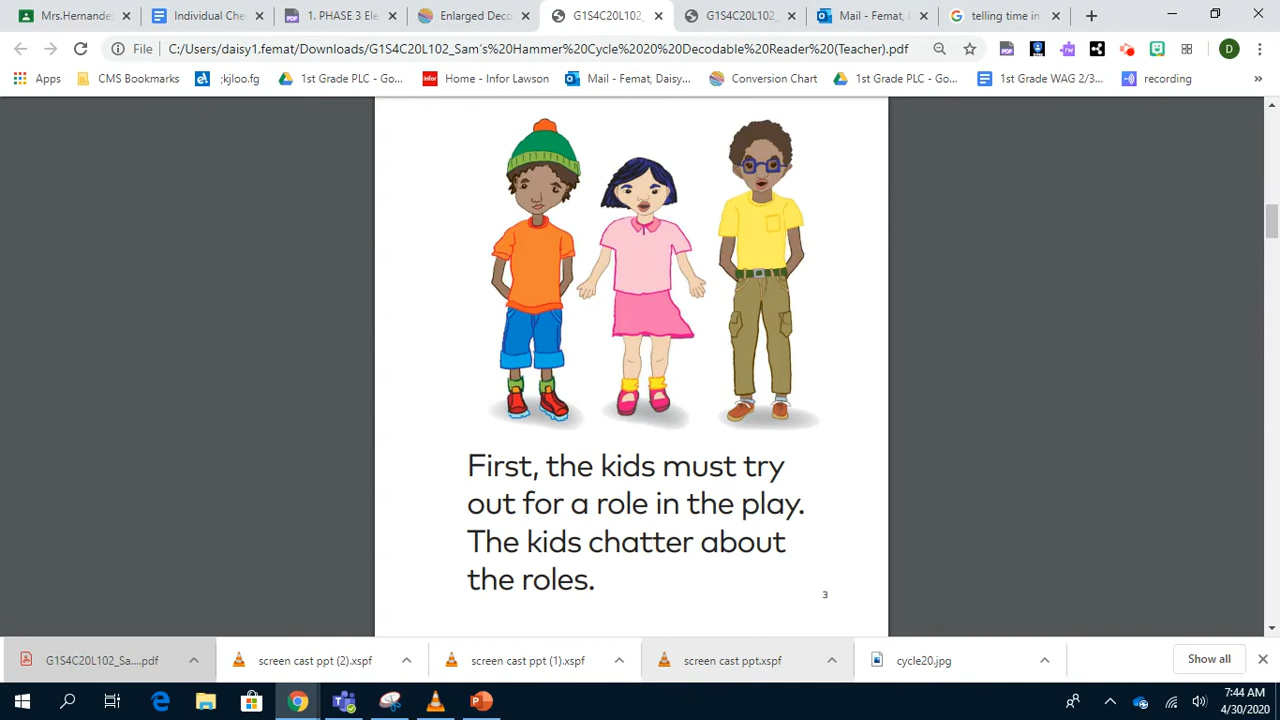 Mrs.Hernandez
Individual Che
1. PHASE 3 Ele
Enlarged Deco
G1S4C20L102_
G1S4C20L102_
Mail - Femat, D
telling time in
File
C:/Users/daisy1.femat/Downloads/G1S4C20L102_Sam's%20Hammer%20Cycle%2020%20Decodable%20Reader%20(Teacher).pdf
D
Apps
CMS Bookmarks
;kjloo.fg
1st Grade PLC - Go...
infor
Home - Infor Lawson
Mail - Femat, Daisy...
Conversion Chart
1st Grade PLC - Go...
1st Grade WAG 2/3...
recording
»
First, the kids must try
out for a role in the play.
The kids chatter about
the roles.
3
G1S4C20L102_Sa....pdf
screen cast ppt (2).xspf
screen cast ppt (1).xspf
screen cast ppt.xspf
cycle20.jpg
Show all
7:44 AM
4/30/2020